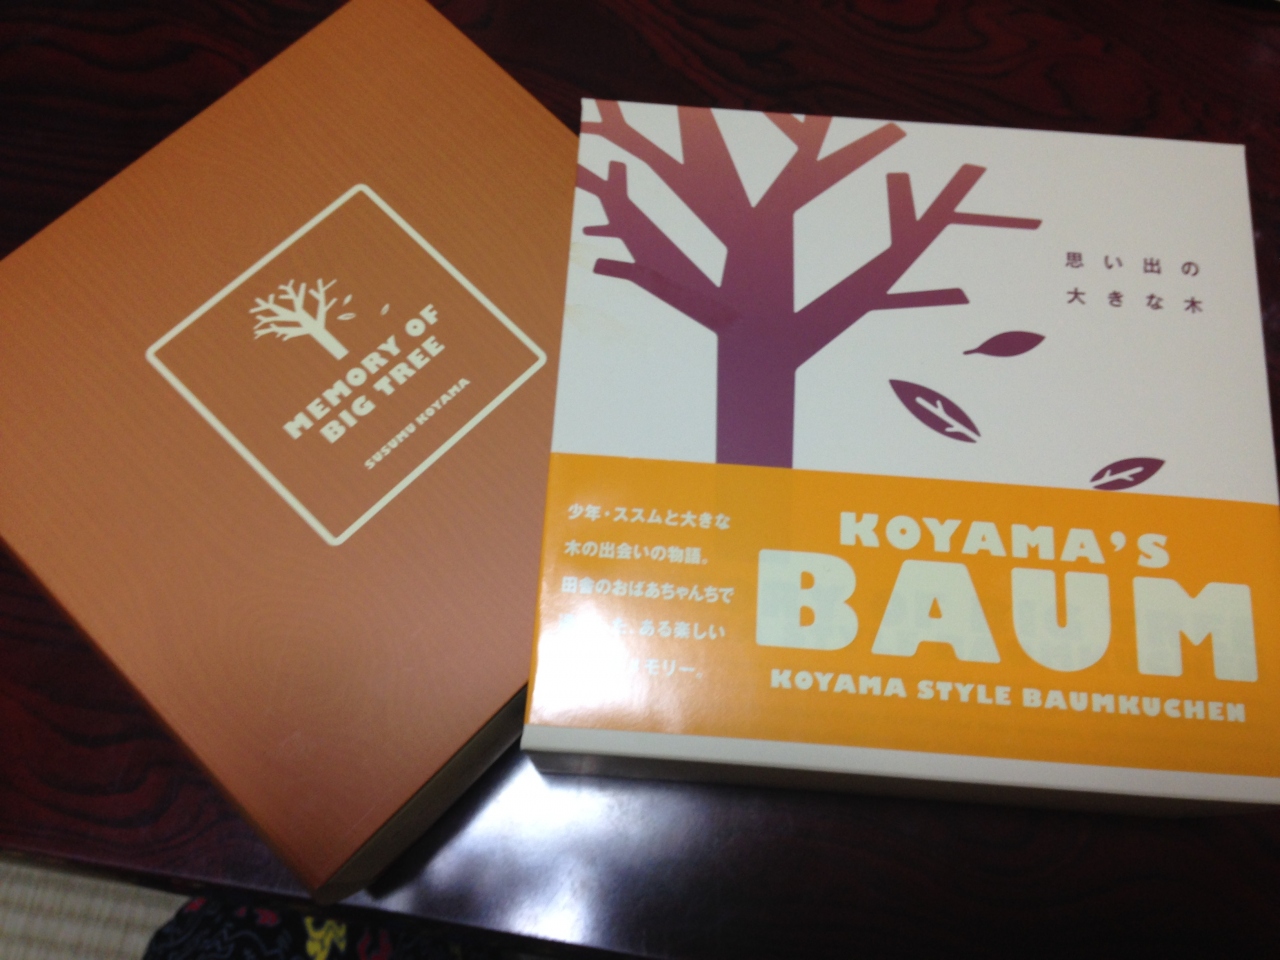 MEMORY OF
BIG TREE
SUSUMU KOYAMA
思い出の
大きな木
少年・ススムと大きな
木の出会いの物語。
田舎のおばあちゃんちで
ある楽しい
モリー。
KOYAMA'S
BAUM
KOYAMA STYLE BAUMKUCHEN